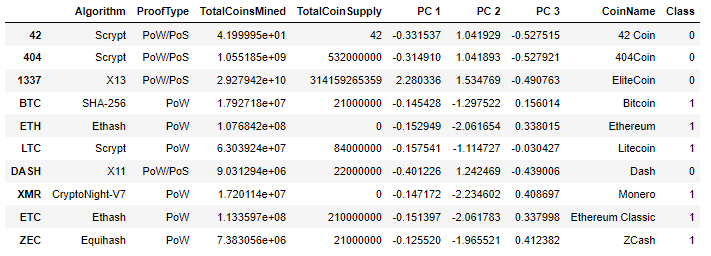 Algorithm ProofType TotalCoinsMined TotalCoinSupply PC 1 PC 2 PC 3 CoinName Class
42 Scrypt PoW/PoS 4.199995e+01 42 -0.331537 1.041929 -0.527515 42 Coin 0
404 Scrypt PoW/PoS 1.055185e+09 532000000 -0.314910 1.041893 -0.527921 404Coin 0
1337 X13 PoW/PoS 2.927942e+10 314159265359 2.280336 1.534769 -0.490763 EliteCoin 0
BTC SHA-256 PoW 1.792718e+07 21000000 -0.145428 -1.297522 0.156014 Bitcoin 1
ETH Ethash PoW 1.076842e+08 0 -0.152949 -2.061654 0.338015 Ethereum 1
LTC Scrypt PoW 6.303924e+07 84000000 -0.157541 -1.114727 -0.030427 Litecoin 1
DASH X11 PoW/PoS 9.031294e+06 22000000 -0.401226 1.242469 -0.439006 Dash 0
XMR CryptoNight-V7 PoW 1.720114e+07 0 -0.147172 -2.234602 0.408697 Monero 1
ETC Ethash PoW 1.133597e+08 210000000 -0.151397 -2.061783 0.337998 Ethereum Classic 1
ZEC Equihash PoW 7.383056e+06 21000000 -0.125520 -1.965521 0.412382 ZCash 1